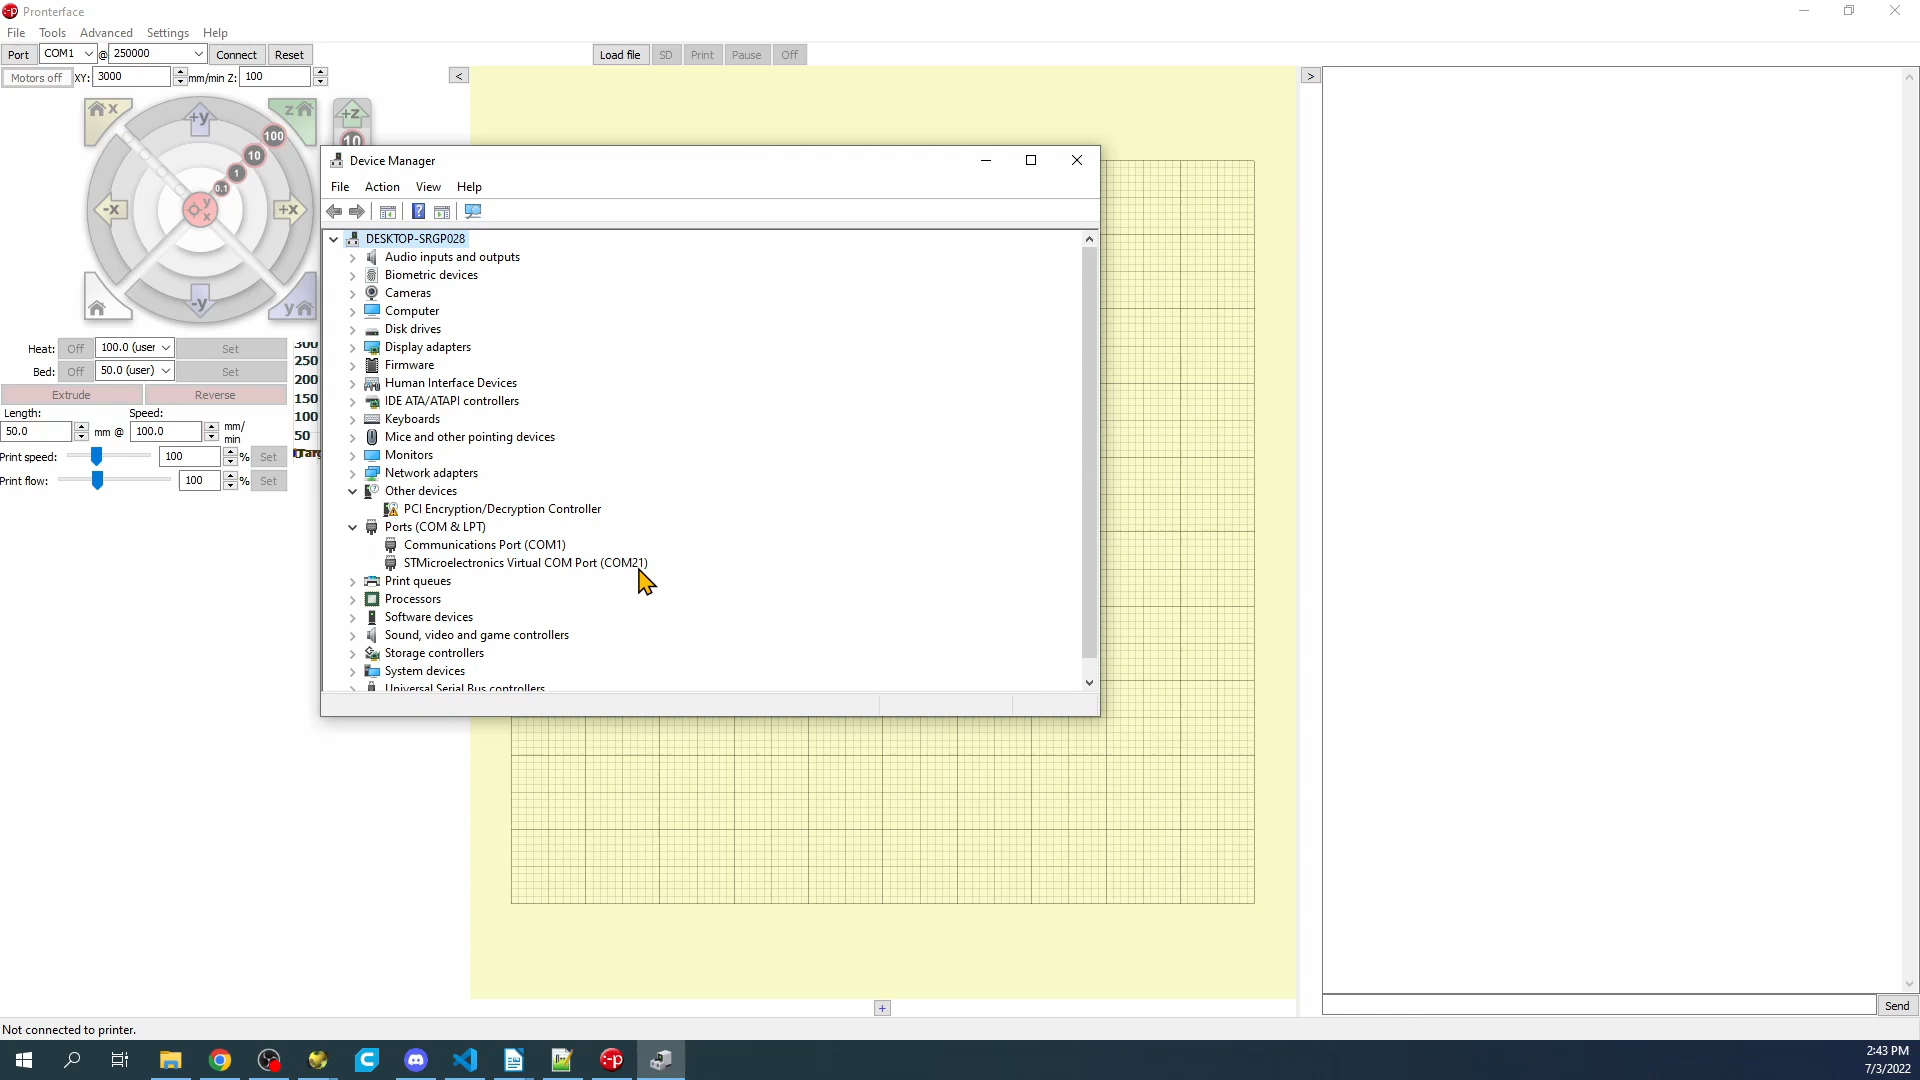 Pronterface
File Tools Advanced Settings Help
Port COM1 @ 250000 Connect Reset Load file SD Print Pause Off
Motors off XY: 3000 mm/min Z: 100
< >
x +y z +z
100
10
10
1
0.1
-x y x +x
-y
y
Device Manager
File Action View Help
DESKTOP-SRGP028
Audio inputs and outputs
Biometric devices
Cameras
Computer
Disk drives
Display adapters
Firmware
Human Interface Devices
IDE ATA/ATAPI controllers
Keyboards
Mice and other pointing devices
Monitors
Network adapters
Other devices
PCI Encryption/Decryption Controller
Ports (COM & LPT)
Communications Port (COM1)
STMicroelectronics Virtual COM Port (COM21)
Print queues
Processors
Software devices
Sound, video and game controllers
Storage controllers
System devices
Universal Serial Bus controllers
Heat: Off 100.0 (user Set
Bed: Off 50.0 (user) Set
Extrude Reverse
Length: Speed:
50.0 mm @ 100.0 mm/
min
Print speed: 100 % Set
Print flow: 100 % Set
300
250
200
150
100
50
Targ
+
Send
Not connected to printer.
2:43 PM
7/3/2022